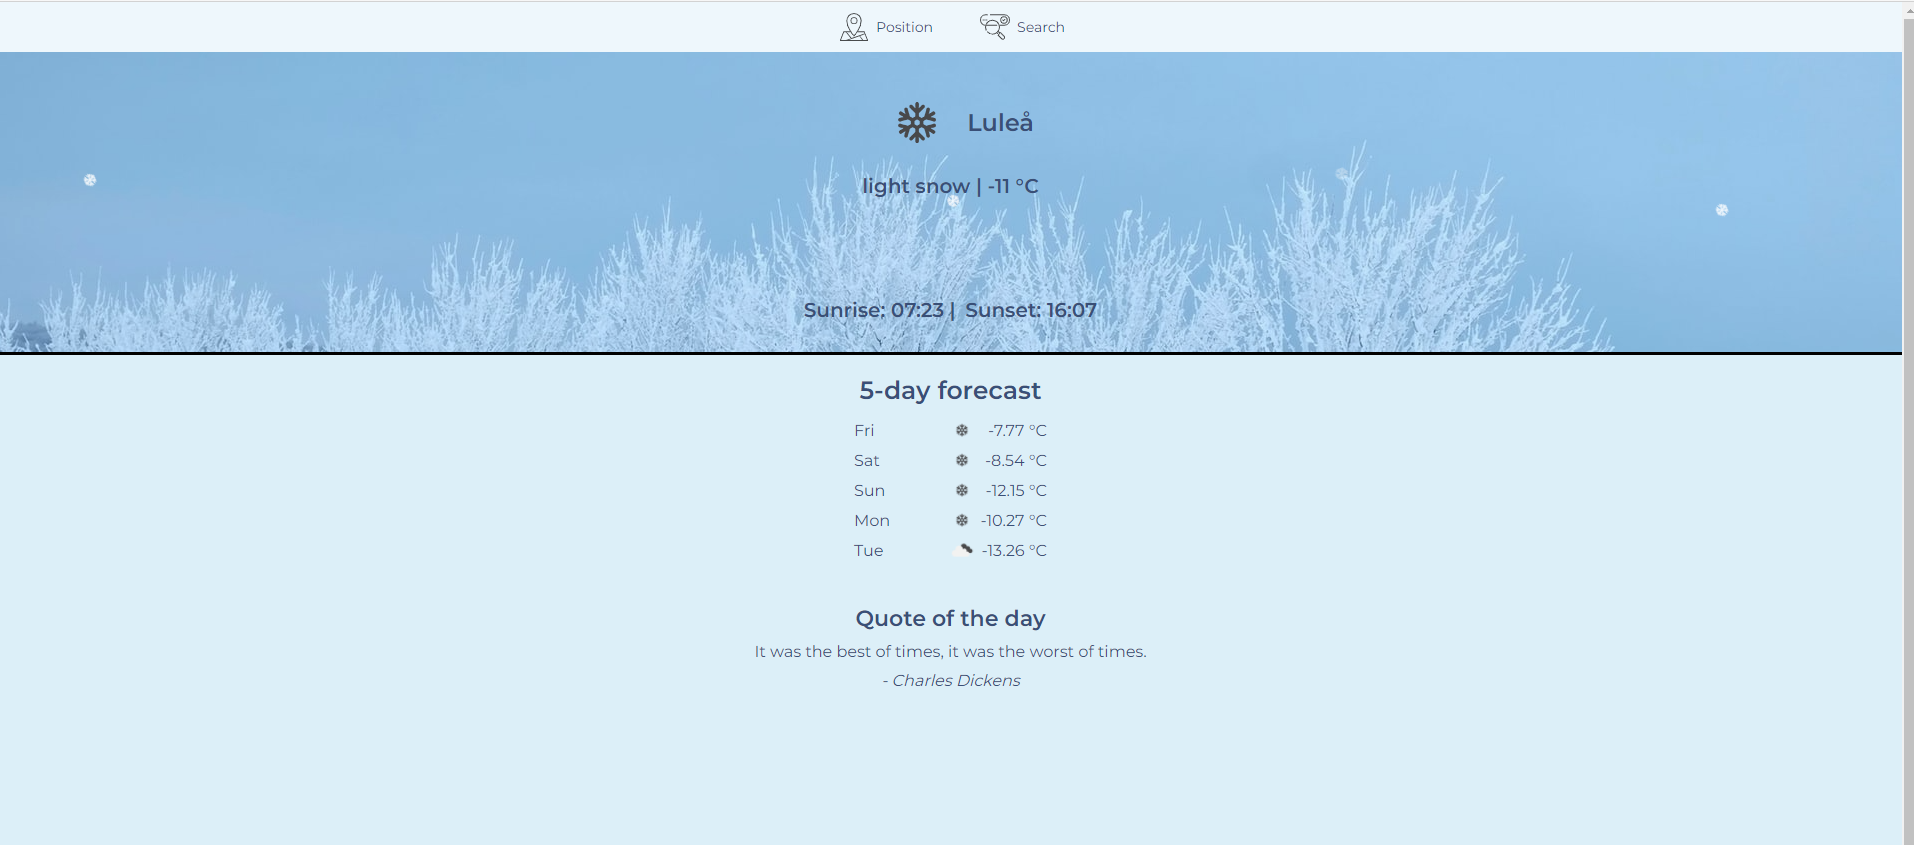 Position Search
Luleå
light snow | -11 °C
Sunrise: 07:23 | Sunset: 16:07
5-day forecast
Fri -7.77 °C
Sat -8.54 °C
Sun -12.15 °C
Mon -10.27 °C
Tue -13.26 °C
Quote of the day
It was the best of times, it was the worst of times.
- Charles Dickens